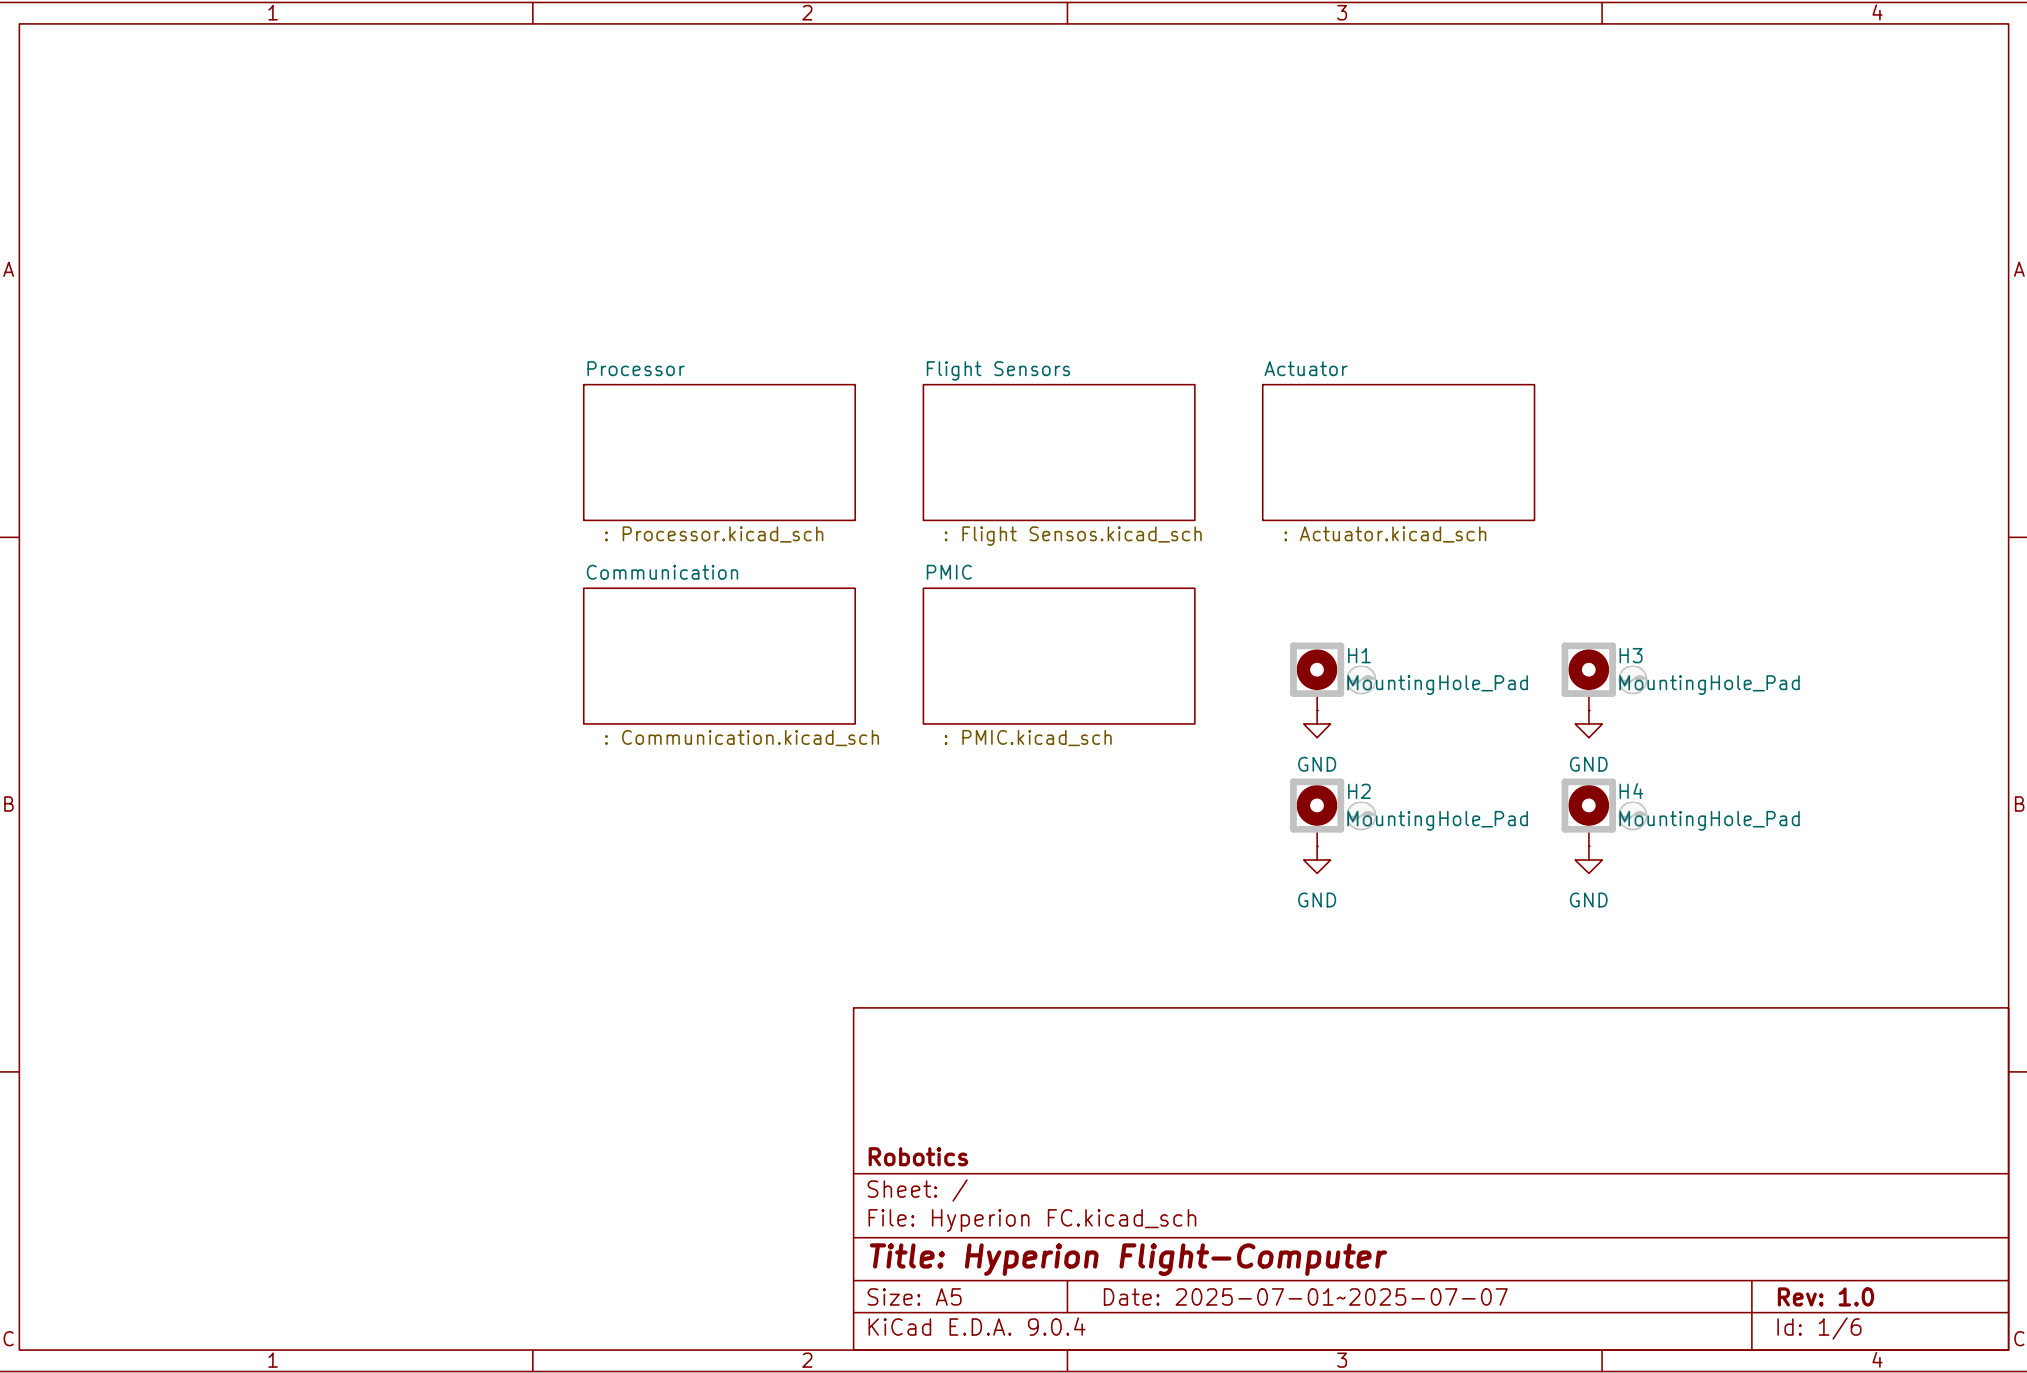 1 2 3 4
A A
Processor Flight Sensors Actuator
: Processor.kicad_sch : Flight Sensos.kicad_sch : Actuator.kicad_sch
Communication PMIC
H1 H3
MountingHole_Pad MountingHole_Pad
: Communication.kicad_sch : PMIC.kicad_sch
GND GND
H2 H4
B B
MountingHole_Pad MountingHole_Pad
GND GND
Robotics
Sheet: /
File: Hyperion FC.kicad_sch
Title: Hyperion Flight-Computer
Size: A5 Date: 2025-07-01~2025-07-07 Rev: 1.0
KiCad E.D.A. 9.0.4 Id: 1/6
C C
1 2 3 4